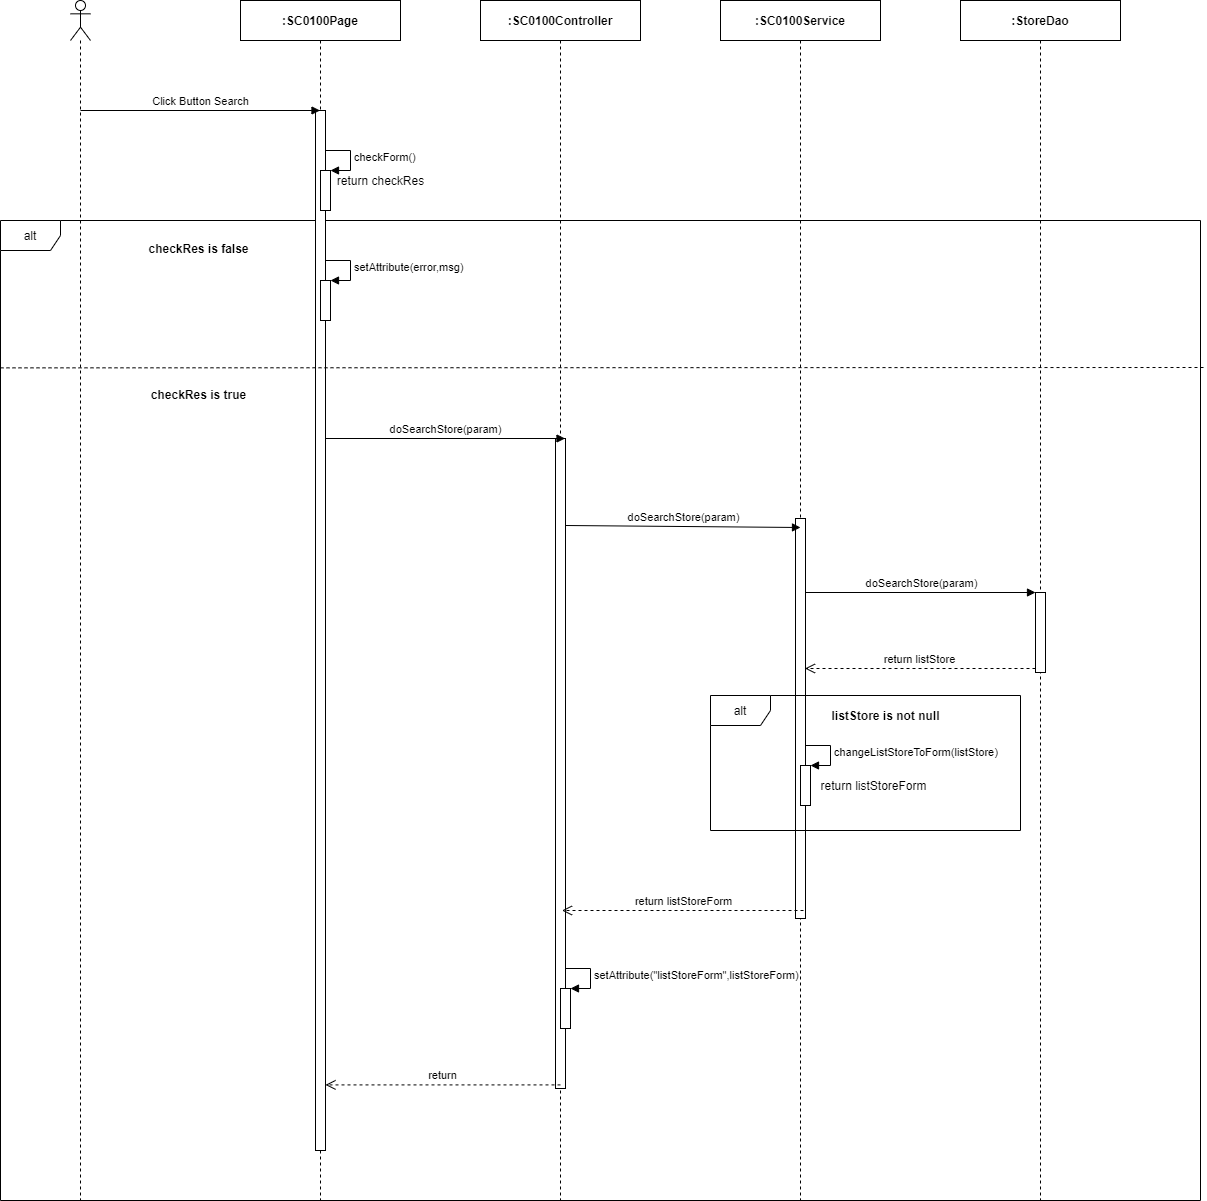 :SC0100Page
:SC0100Controller
:SC0100Service
:StoreDao
Click Button Search
checkForm()
return checkRes
alt
checkRes is false
setAttribute(error,msg)
checkRes is true
doSearchStore(param)
doSearchStore(param)
doSearchStore(param)
return listStore
alt
listStore is not null
changeListStoreToForm(listStore)
return listStoreForm
return listStoreForm
setAttribute("listStoreForm",listStoreForm)
return